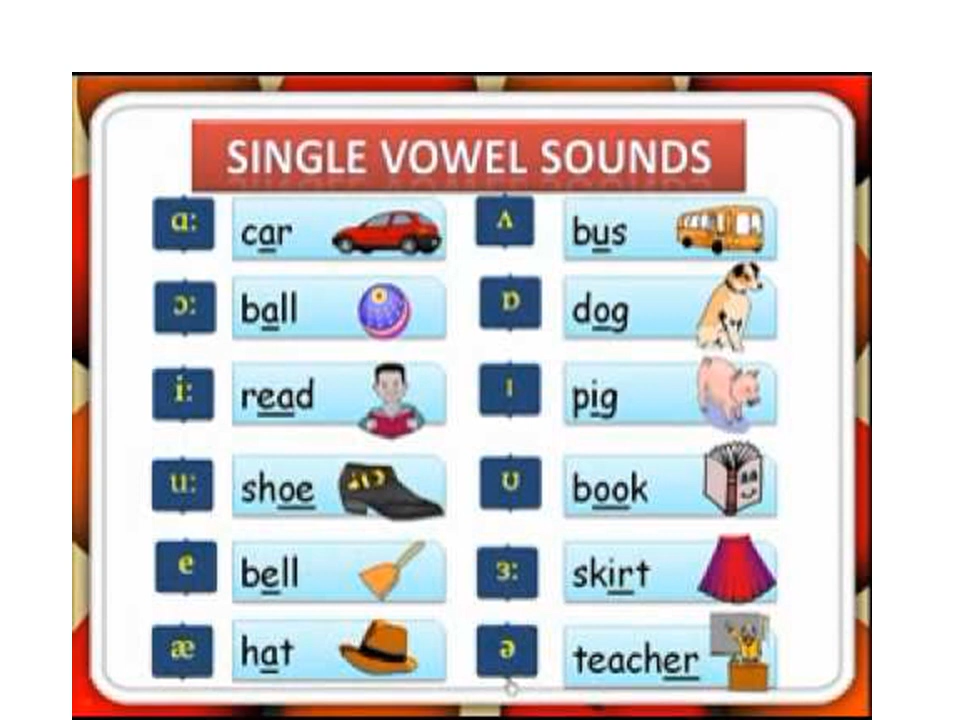 SINGLE VOWEL SOUNDS
ɑ: car ʌ bus
ɔ: ball ɒ dog
i: read ɪ pig
u: shoe ʊ book
e bell ɜ: skirt
æ hat ə teacher